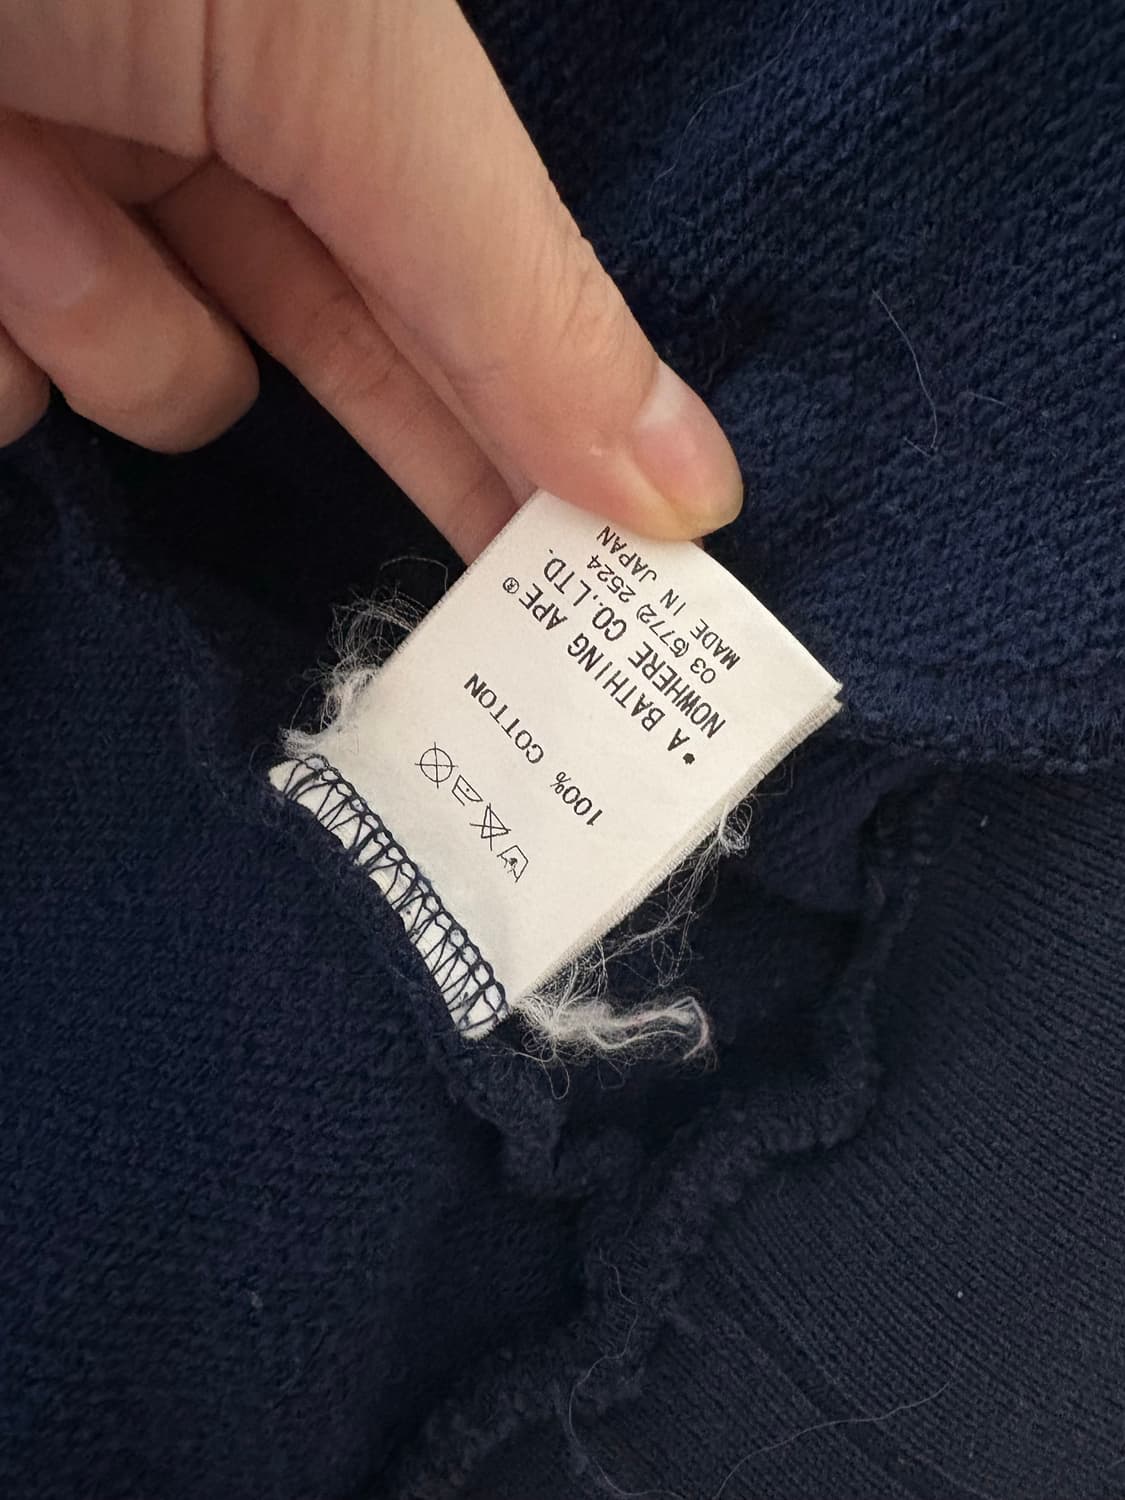 100% COTTON
• A BATHING APE®
NOWHERE CO.,LTD.
03 (5772) 2524
MADE IN JAPAN